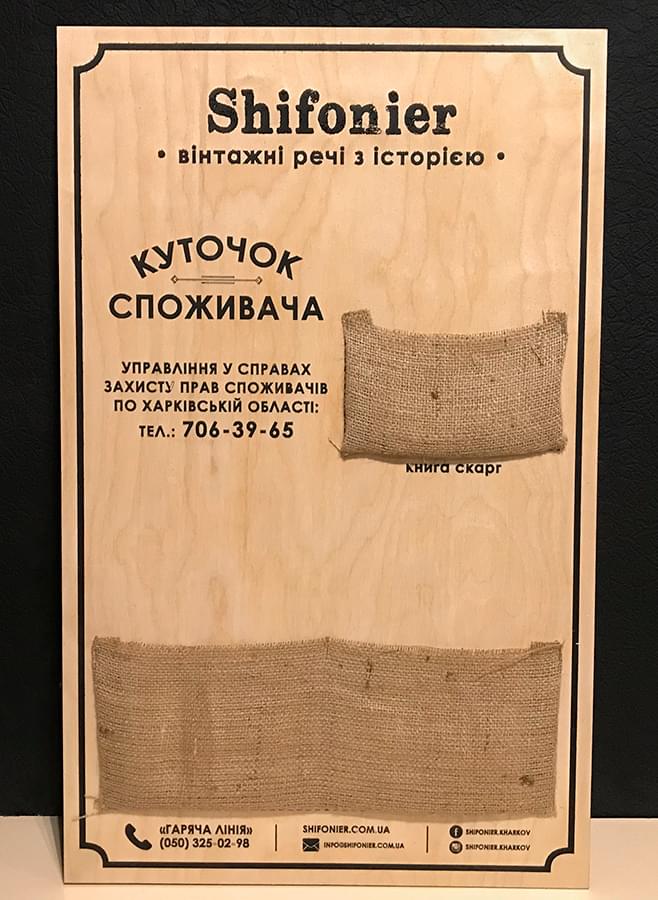 Shifonier
• вінтажні речі з історією •
КУТОЧОК
СПОЖИВАЧА
УПРАВЛІННЯ У СПРАВАХ
ЗАХИСТУ ПРАВ СПОЖИВАЧІВ
ПО ХАРКІВСЬКІЙ ОБЛАСТІ:
ТЕЛ.: 706-39-65
книга скарг
«ГАРЯЧА ЛІНІЯ»
(050) 325-02-98
SHIFONIER.COM.UA
INFO@SHIFONIER.COM.UA
SHIFONIER.KHARKOV
SHIFONIER.KHARKOV